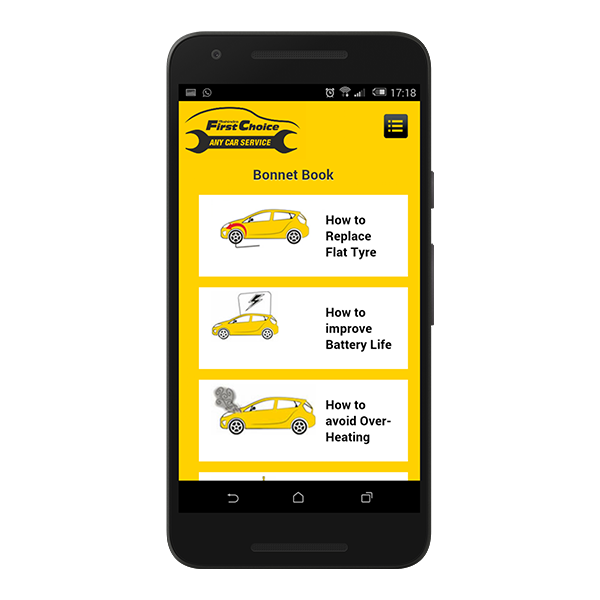 17:18
Mahindra
First Choice
ANY CAR SERVICE
Bonnet Book
How to
Replace
Flat Tyre
How to
improve
Battery Life
How to
avoid Over-
Heating